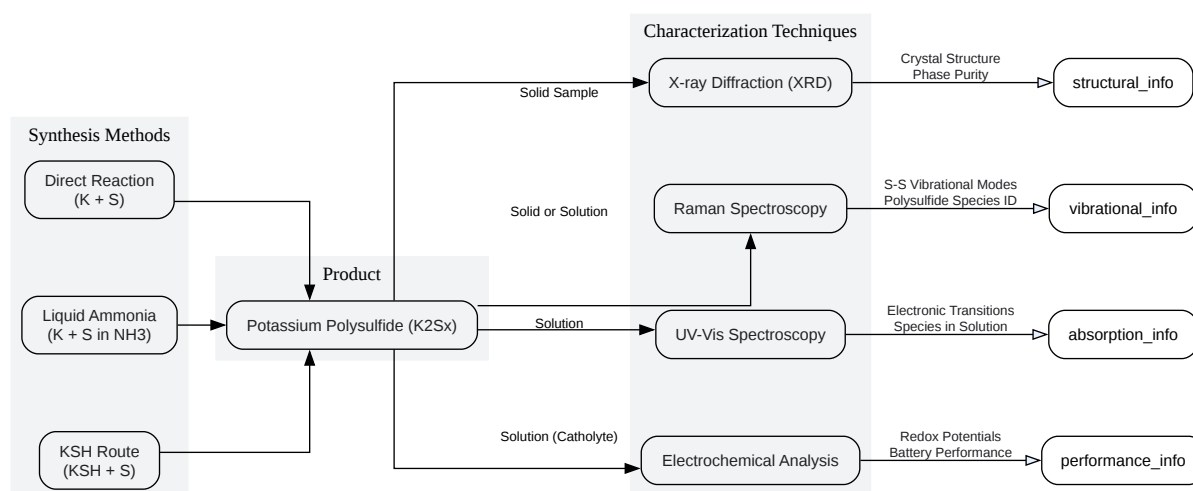 Synthesis Methods
Direct Reaction
(K + S)
Liquid Ammonia
(K + S in NH3)
KSH Route
(KSH + S)
Product
Potassium Polysulfide (K2Sx)
Solid Sample
Solid or Solution
Solution
Solution (Catholyte)
Characterization Techniques
X-ray Diffraction (XRD)
Raman Spectroscopy
UV-Vis Spectroscopy
Electrochemical Analysis
Crystal Structure
Phase Purity
structural_info
S-S Vibrational Modes
Polysulfide Species ID
vibrational_info
Electronic Transitions
Species in Solution
absorption_info
Redox Potentials
Battery Performance
performance_info